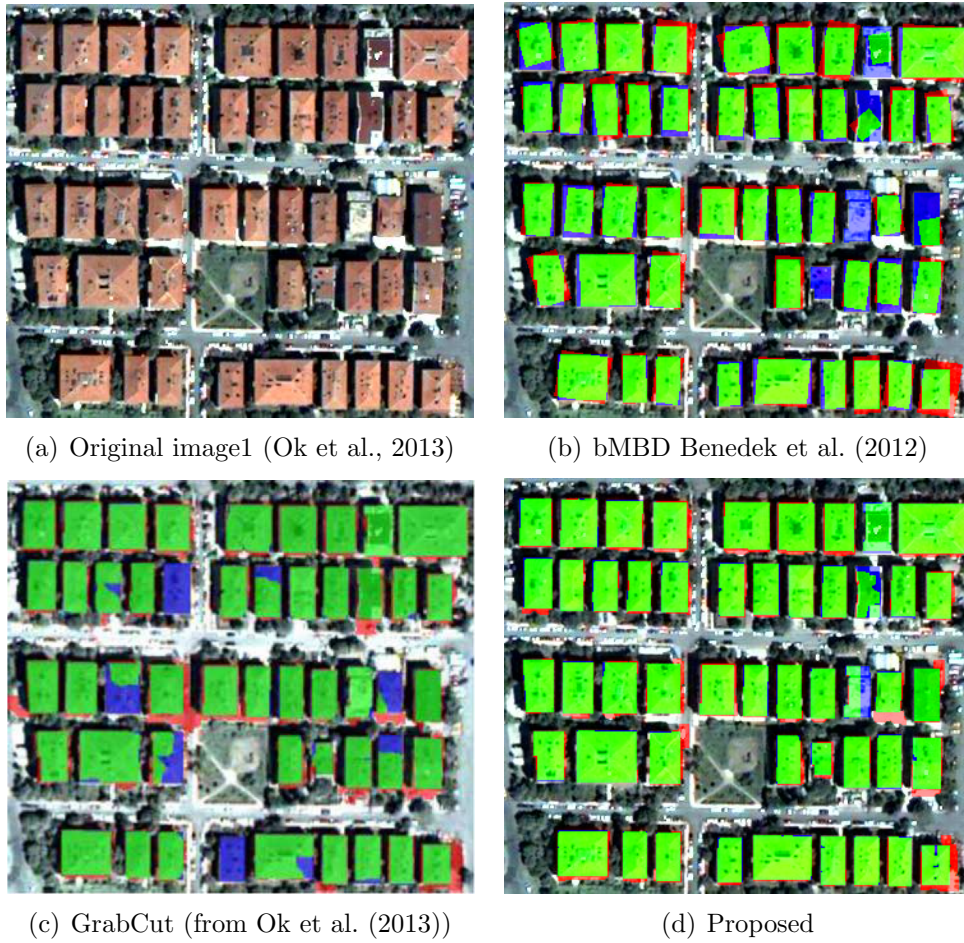 (a) Original image1 (Ok et al., 2013)
(b) bMBD Benedek et al. (2012)
(c) GrabCut (from Ok et al. (2013))
(d) Proposed